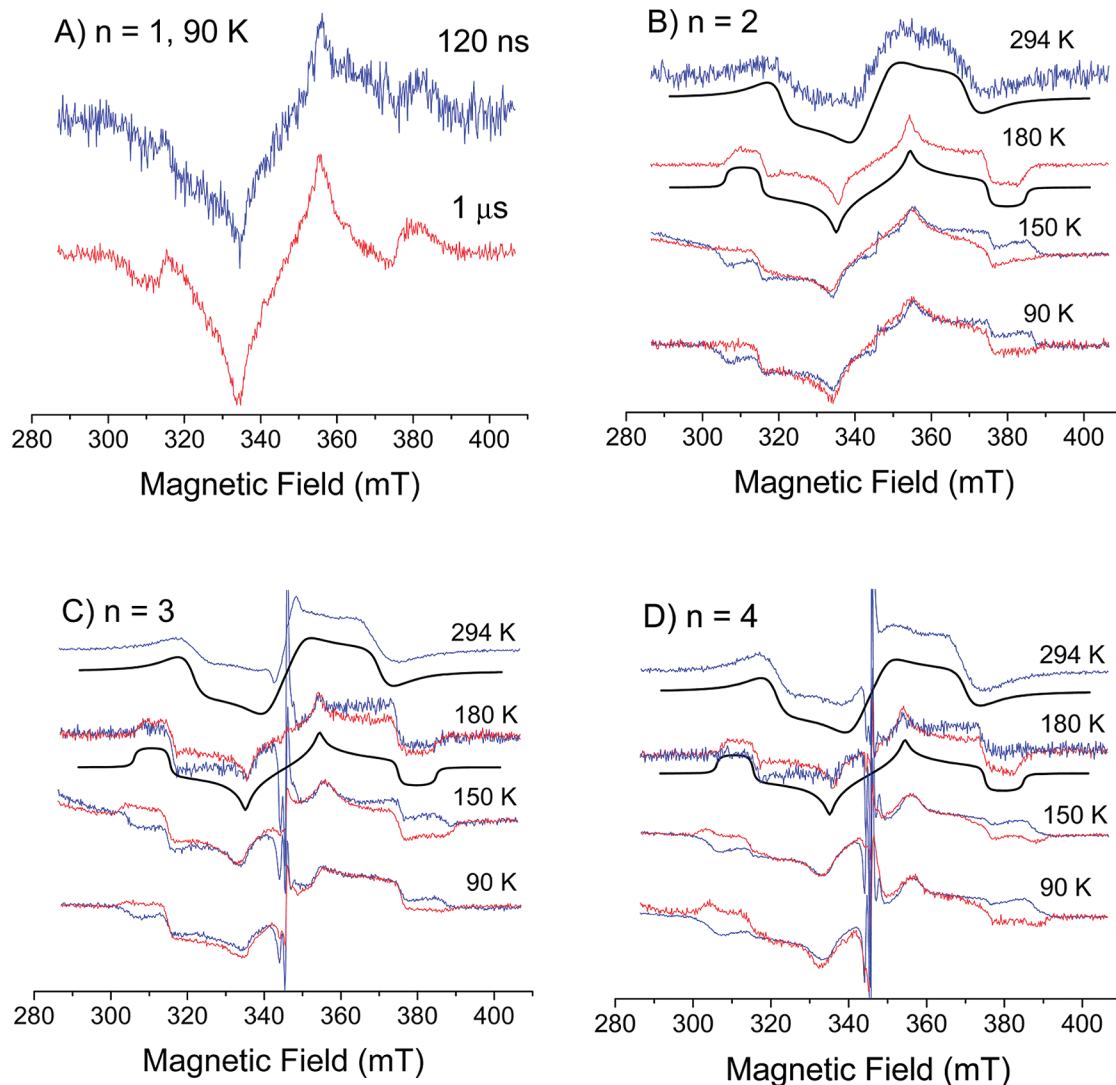 A) n = 1, 90 K
120 ns
1 μs
280 300 320 340 360 380 400
Magnetic Field (mT)
B) n = 2
294 K
180 K
150 K
90 K
280 300 320 340 360 380 400
Magnetic Field (mT)
C) n = 3
294 K
180 K
150 K
90 K
280 300 320 340 360 380 400
Magnetic Field (mT)
D) n = 4
294 K
180 K
150 K
90 K
280 300 320 340 360 380 400
Magnetic Field (mT)